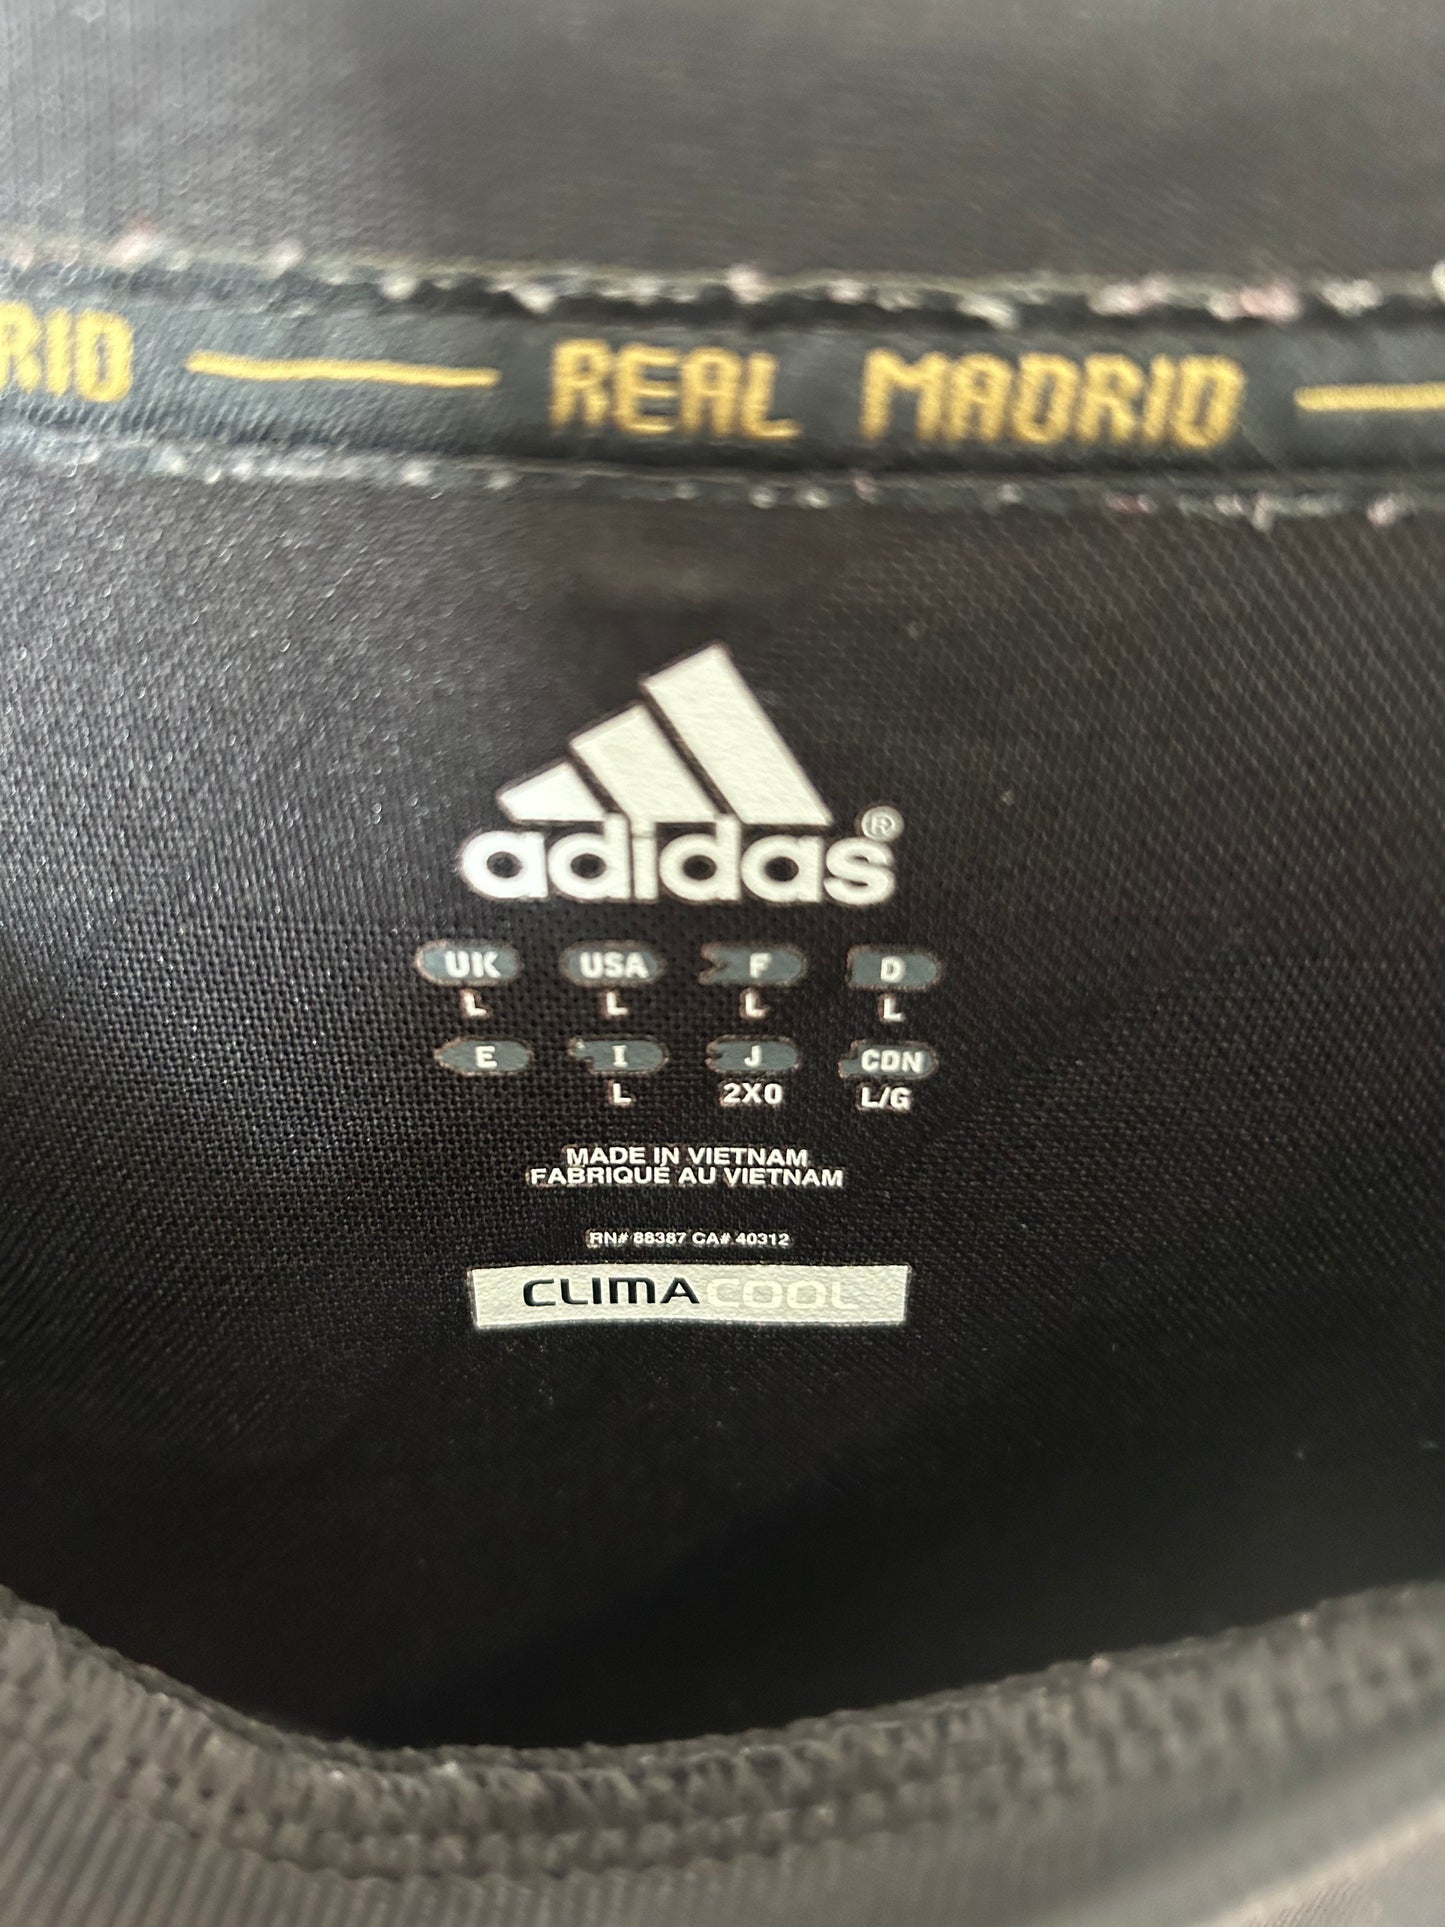 RID REAL MADRID
adidas®
UK USA F D
L L L L
E I J CDN
L 2XO L/G
MADE IN VIETNAM
FABRIQUÉ AU VIETNAM
RN# 88387 CA# 40312
CLIMACOOL